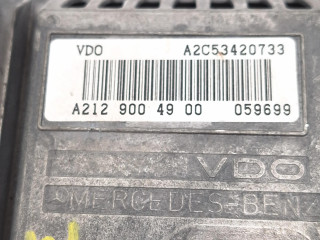 VDO A2C53420733
A212 900 49 00 059699
VDO
MERCEDES-BEN